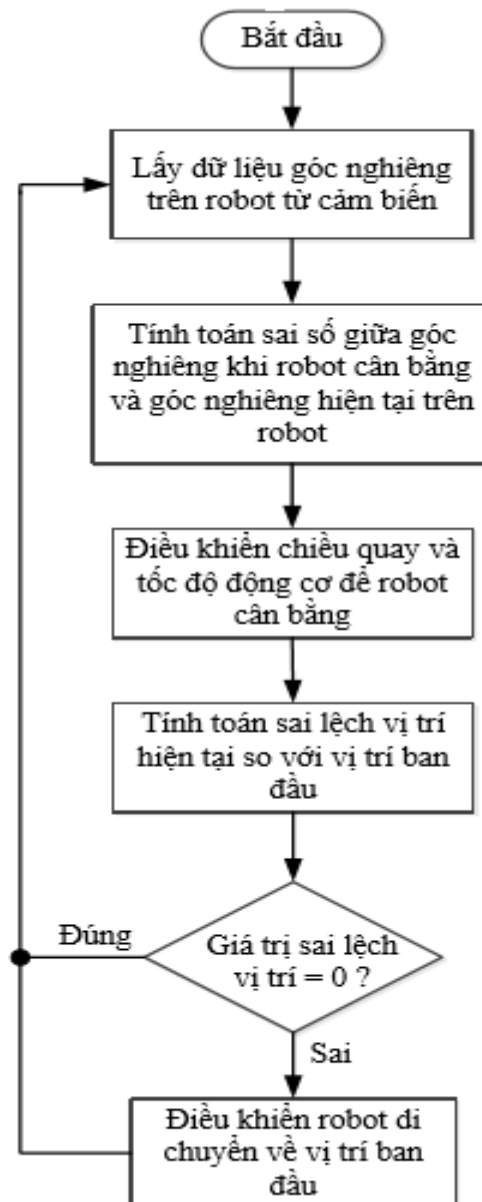 Bắt đầu
Lấy dữ liệu góc nghiêng
trên robot từ cảm biến
Tính toán sai số giữa góc
nghiêng khi robot cân bằng
và góc nghiêng hiện tại trên
robot
Điều khiển chiều quay và
tốc độ động cơ để robot
cân bằng
Tính toán sai lệch vị trí
hiện tại so với vị trí ban
đầu
Đúng
Giá trị sai lệch
vị trí = 0 ?
Sai
Điều khiển robot di
chuyển về vị trí ban
đầu